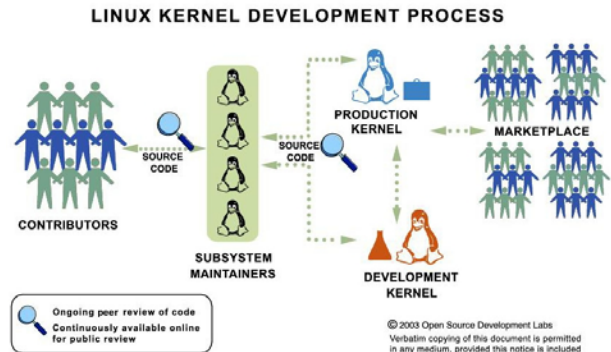 LINUX KERNEL DEVELOPMENT PROCESS
SOURCE
CODE
CONTRIBUTORS
SUBSYSTEM
MAINTAINERS
SOURCE
CODE
PRODUCTION
KERNEL
DEVELOPMENT
KERNEL
MARKETPLACE
Ongoing peer review of code
Continuously available online
for public review
© 2003 Open Source Development Labs
Verbatim copying of this document is permitted
in any medium, provided this notice is included